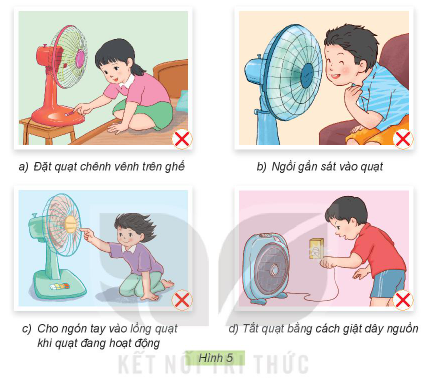 a) Đặt quạt chênh vênh trên ghế
b) Ngồi gần sát vào quạt
c) Cho ngón tay vào lồng quạt
khi quạt đang hoạt động
d) Tắt quạt bằng cách giật dây nguồn
Hình 5
KẾT NỐI TRI THỨC